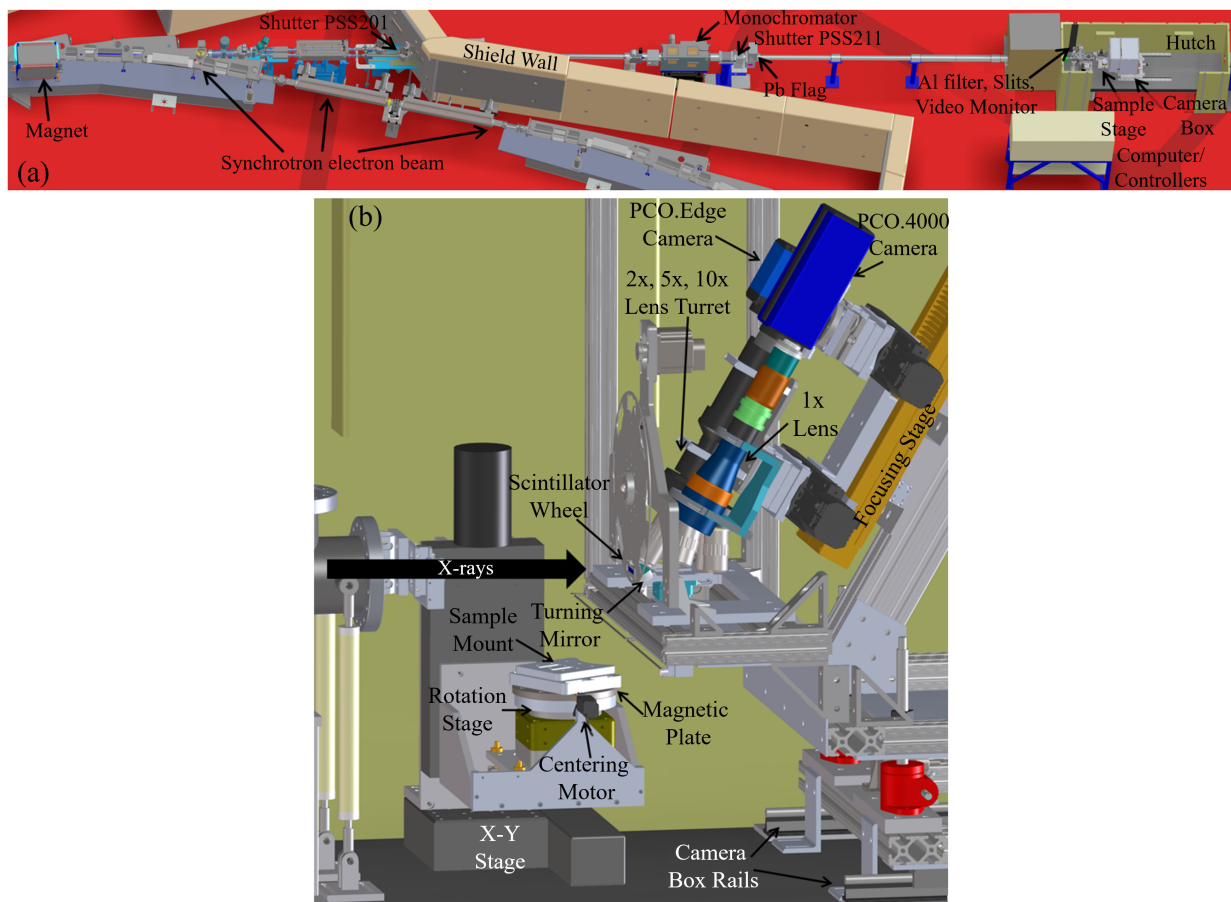 Shutter PSS201
Monochromator
Shutter PSS211
Shield Wall
Hutch
Pb Flag
Al filter, Slits,
Video Monitor
Sample
Stage
Camera
Box
Magnet
Synchrotron electron beam
Computer/
Controllers
(a)
(b)
PCO.Edge
Camera
PCO.4000
Camera
2x, 5x, 10x
Lens Turret
1x
Lens
Focusing Stage
Scintillator
Wheel
X-rays
Turning
Mirror
Sample
Mount
Rotation
Stage
Magnetic
Plate
Centering
Motor
X-Y
Stage
Camera
Box Rails